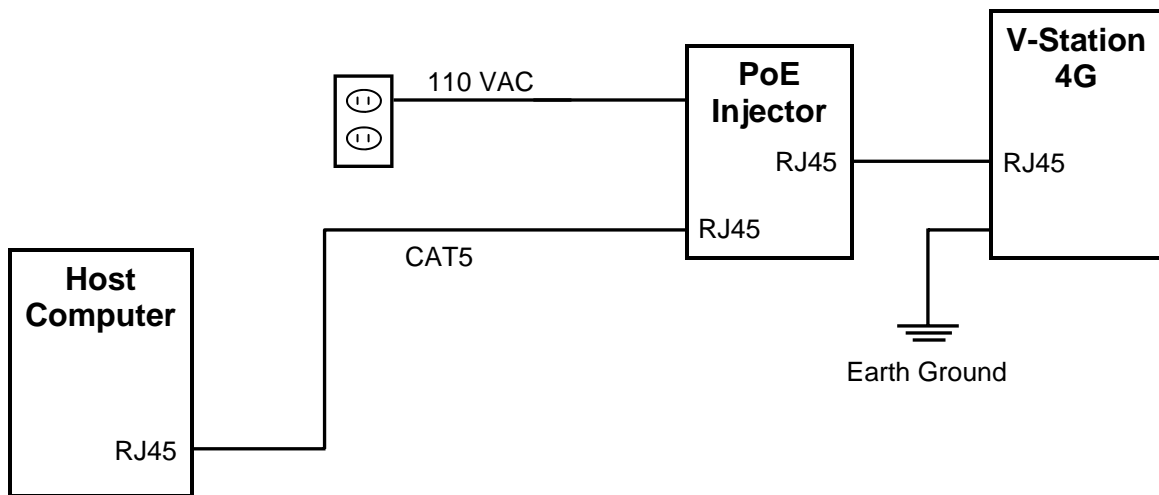 V-Station
4G
PoE
Injector
110 VAC
RJ45
RJ45
RJ45
CAT5
Host
Computer
Earth Ground
RJ45